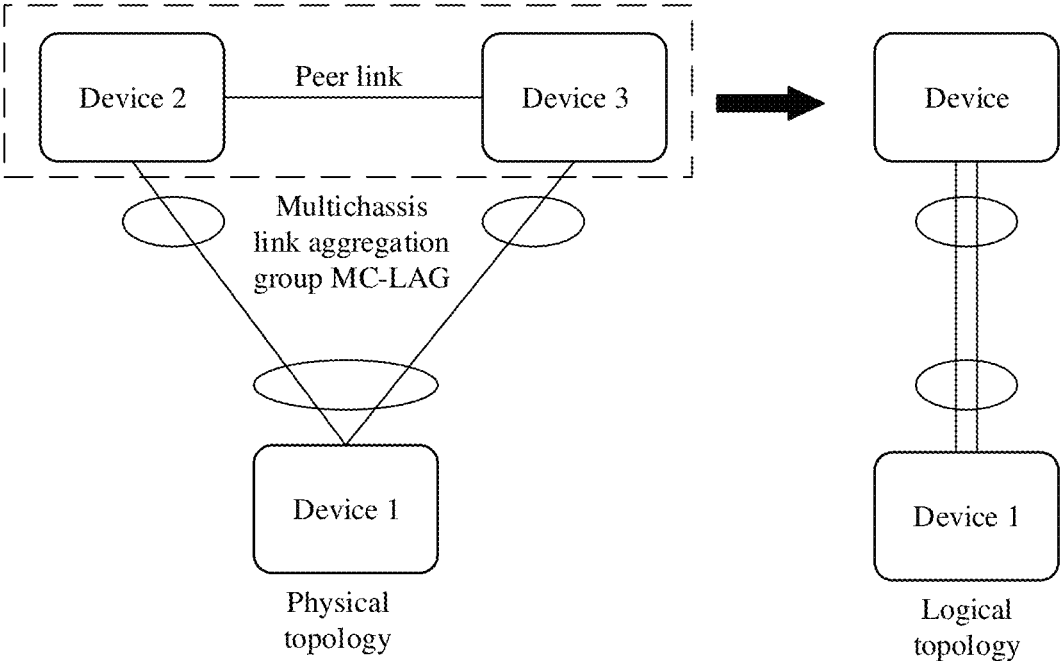 Device 2
Peer link
Device 3
Device
Multichassis
link aggregation
group MC-LAG
Device 1
Device 1
Physical
topology
Logical
topology